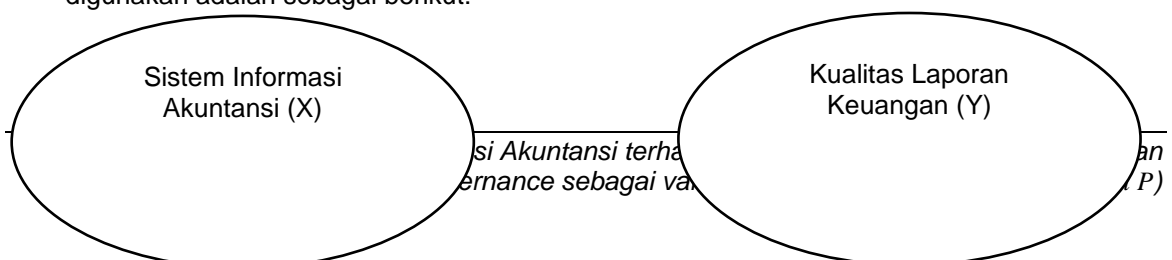 digunakan adalah sebagai berikut:
Sistem Informasi
Akuntansi (X)
Kualitas Laporan
Keuangan (Y)
si Akuntansi terha
an
ernance sebagai va
P)